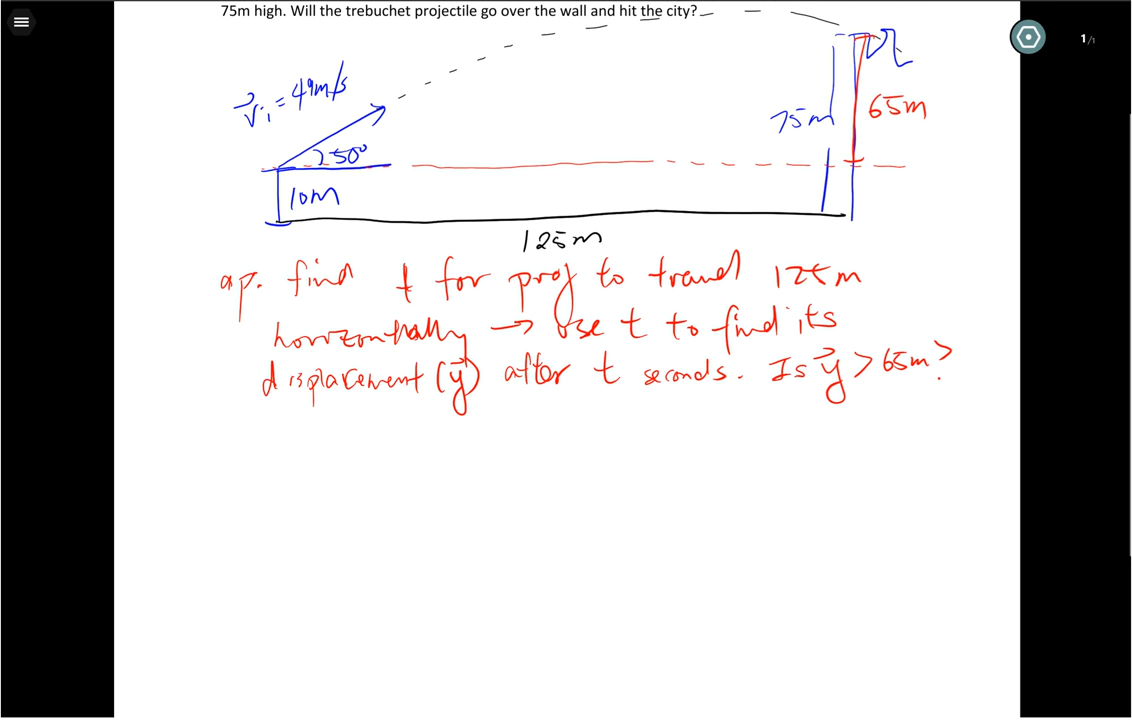 75m high. Will the trebuchet projectile go over the wall and hit the city?
1/1
v i = 49m/s
75m
65m
50°
10m
125m
ap. find t for proj to travel 125m
horizontally → use t to find its
displacement (y) after t seconds. Is y > 65m?